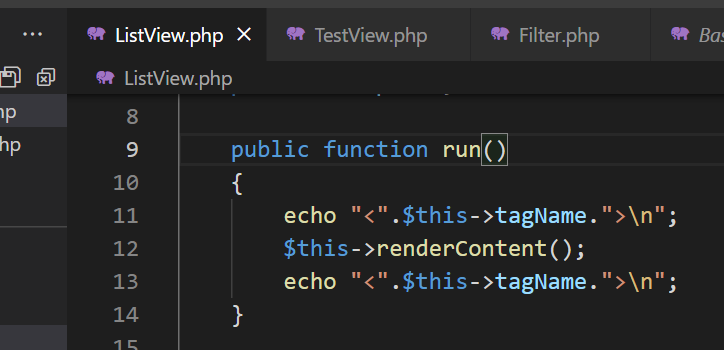 ...
ListView.php
TestView.php
Filter.php
Bas
hp
ListView.php
.php
8
9 public function run()
10 {
11 echo "<".$this->tagName.">\n";
12 $this->renderContent();
13 echo "<".$this->tagName.">\n";
14 }
15